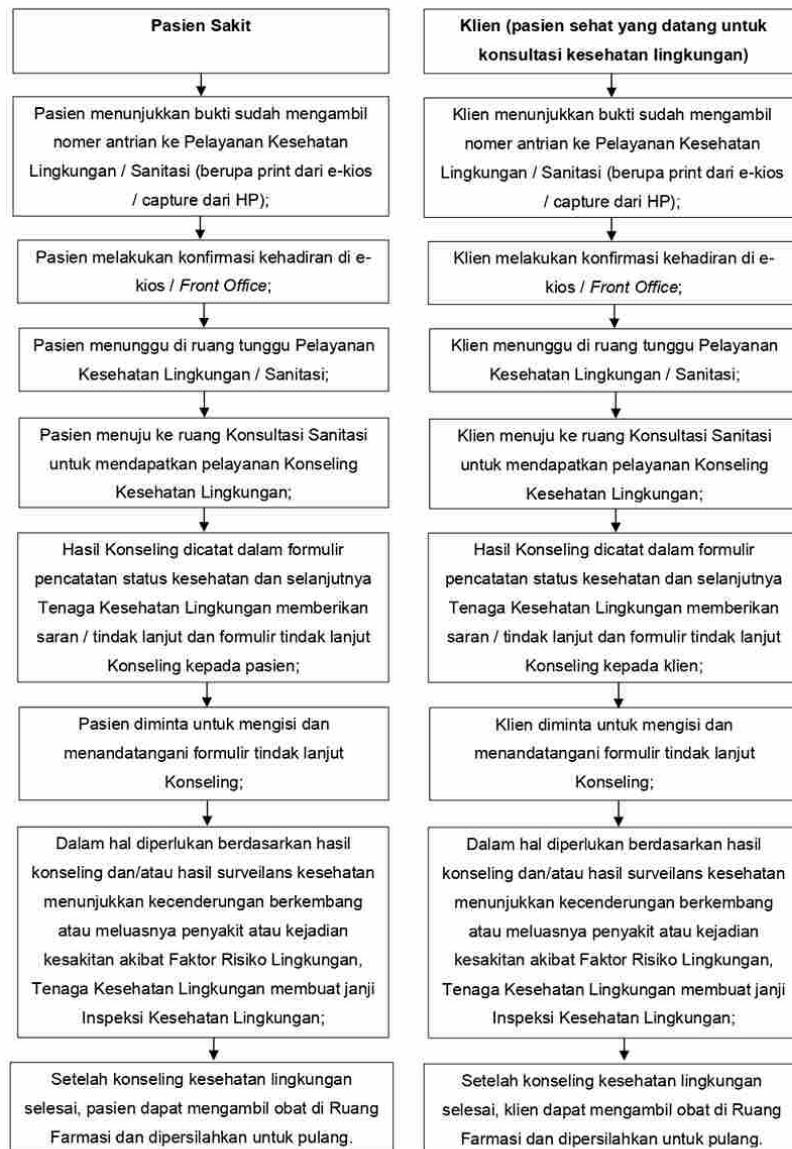 Pasien Sakit
Pasien menunjukkan bukti sudah mengambil
nomer antrian ke Pelayanan Kesehatan
Lingkungan / Sanitasi (berupa print dari e-kios
/ capture dari HP);
Pasien melakukan konfirmasi kehadiran di e-
kios / Front Office;
Pasien menunggu di ruang tunggu Pelayanan
Kesehatan Lingkungan / Sanitasi;
Pasien menuju ke ruang Konsultasi Sanitasi
untuk mendapatkan pelayanan Konseling
Kesehatan Lingkungan;
Hasil Konseling dicatat dalam formulir
pencatatan status kesehatan dan selanjutnya
Tenaga Kesehatan Lingkungan memberikan
saran / tindak lanjut dan formulir tindak lanjut
Konseling kepada pasien;
Pasien diminta untuk mengisi dan
menandatangani formulir tindak lanjut
Konseling;
Dalam hal diperlukan berdasarkan hasil
konseling dan/atau hasil surveilans kesehatan
menunjukkan kecenderungan berkembang
atau meluasnya penyakit atau kejadian
kesakitan akibat Faktor Risiko Lingkungan,
Tenaga Kesehatan Lingkungan membuat janji
Inspeksi Kesehatan Lingkungan;
Setelah konseling kesehatan lingkungan
selesai, pasien dapat mengambil obat di Ruang
Farmasi dan dipersilahkan untuk pulang.
Klien (pasien sehat yang datang untuk
konsultasi kesehatan lingkungan)
Klien menunjukkan bukti sudah mengambil
nomer antrian ke Pelayanan Kesehatan
Lingkungan / Sanitasi (berupa print dari e-kios
/ capture dari HP);
Klien melakukan konfirmasi kehadiran di e-
kios / Front Office;
Klien menunggu di ruang tunggu Pelayanan
Kesehatan Lingkungan / Sanitasi;
Klien menuju ke ruang Konsultasi Sanitasi
untuk mendapatkan pelayanan Konseling
Kesehatan Lingkungan;
Hasil Konseling dicatat dalam formulir
pencatatan status kesehatan dan selanjutnya
Tenaga Kesehatan Lingkungan memberikan
saran / tindak lanjut dan formulir tindak lanjut
Konseling kepada klien;
Klien diminta untuk mengisi dan
menandatangani formulir tindak lanjut
Konseling;
Dalam hal diperlukan berdasarkan hasil
konseling dan/atau hasil surveilans kesehatan
menunjukkan kecenderungan berkembang
atau meluasnya penyakit atau kejadian
kesakitan akibat Faktor Risiko Lingkungan,
Tenaga Kesehatan Lingkungan membuat janji
Inspeksi Kesehatan Lingkungan;
Setelah konseling kesehatan lingkungan
selesai, klien dapat mengambil obat di Ruang
Farmasi dan dipersilahkan untuk pulang.